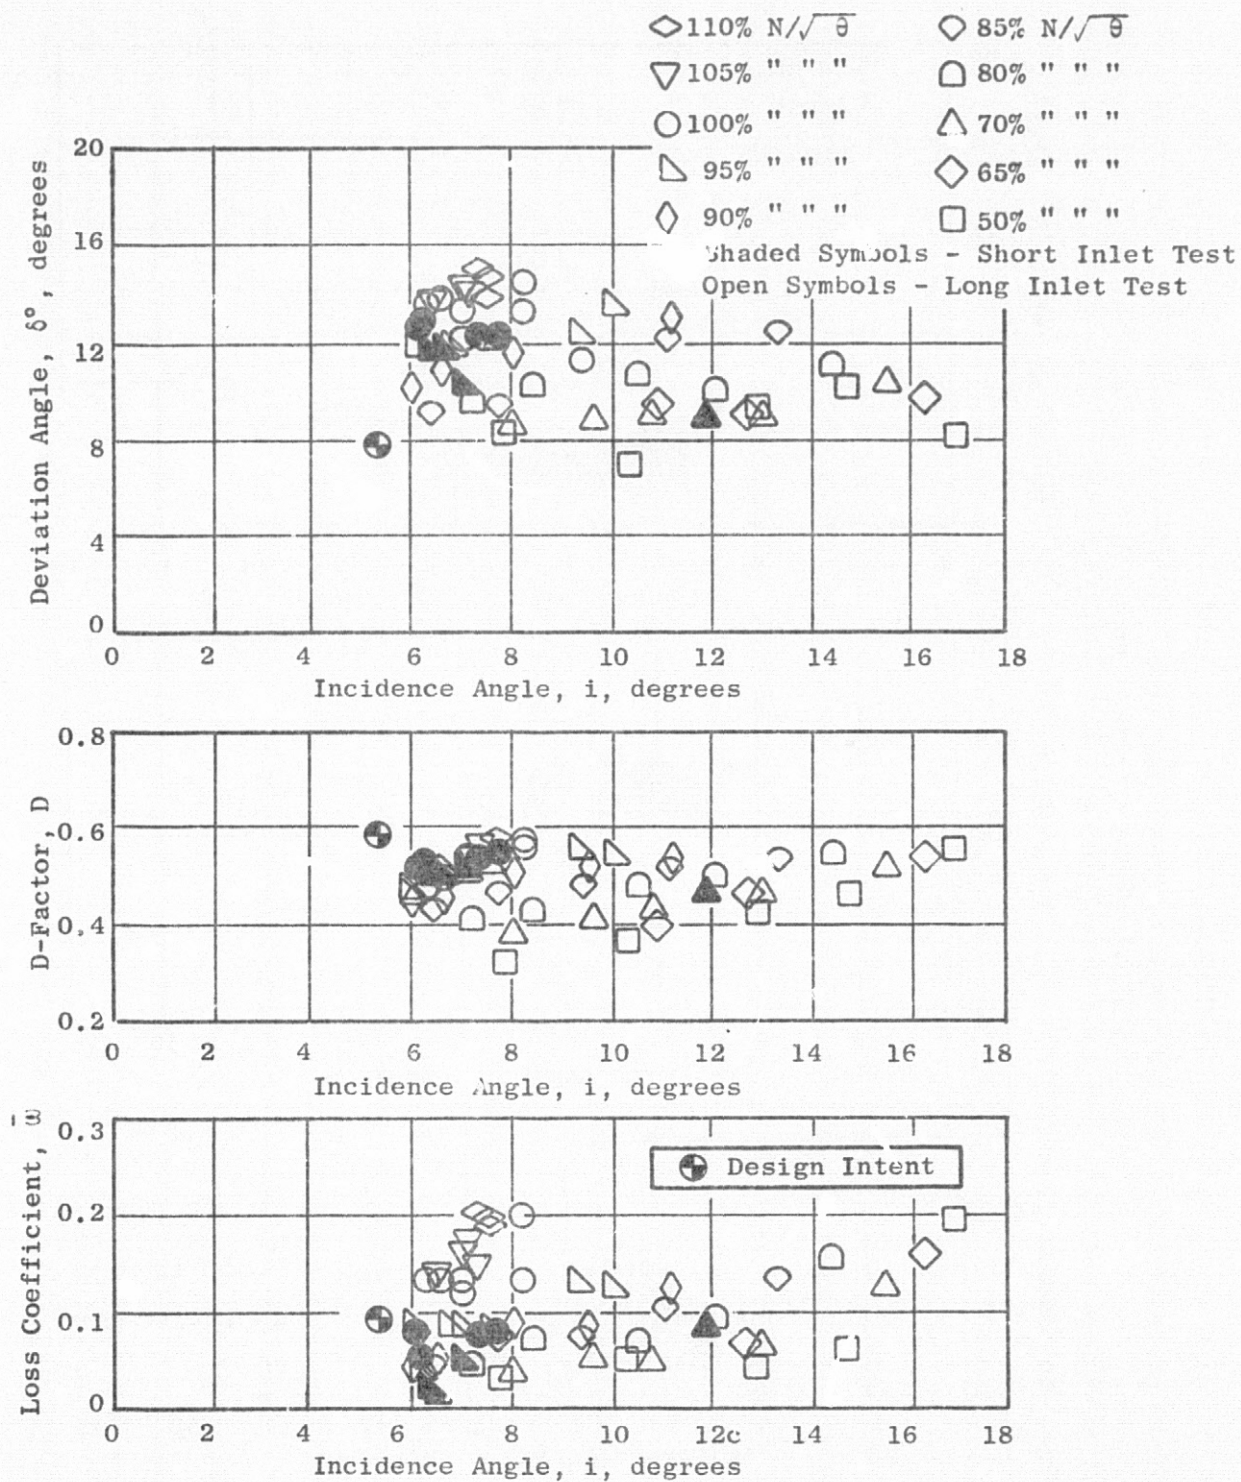 110% N/√θ 85% N/√θ
105% " " " 80% " " "
100% " " " 70% " " "
95% " " " 65% " " "
90% " " " 50% " " "
Shaded Symbols - Short Inlet Test
Open Symbols - Long Inlet Test
Deviation Angle, δ°, degrees
20
16
12
8
4
0
0 2 4 6 8 10 12 14 16 18
Incidence Angle, i, degrees
D-Factor, D
0.8
0.6
0.4
0.2
0 2 4 6 8 10 12 14 16 18
Incidence Angle, i, degrees
Loss Coefficient, ω̄
0.3
0.2
0.1
0
Design Intent
0 2 4 6 8 10 12c 14 16 18
Incidence Angle, i, degrees